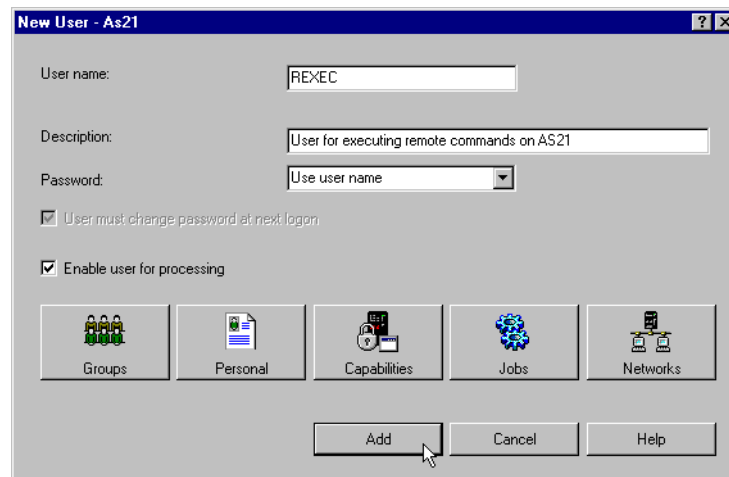 New User - As21
User name:
REXEC
Description:
User for executing remote commands on AS21
Password:
Use user name
User must change password at next logon
Enable user for processing
Groups
Personal
Capabilities
Jobs
Networks
Add
Cancel
Help